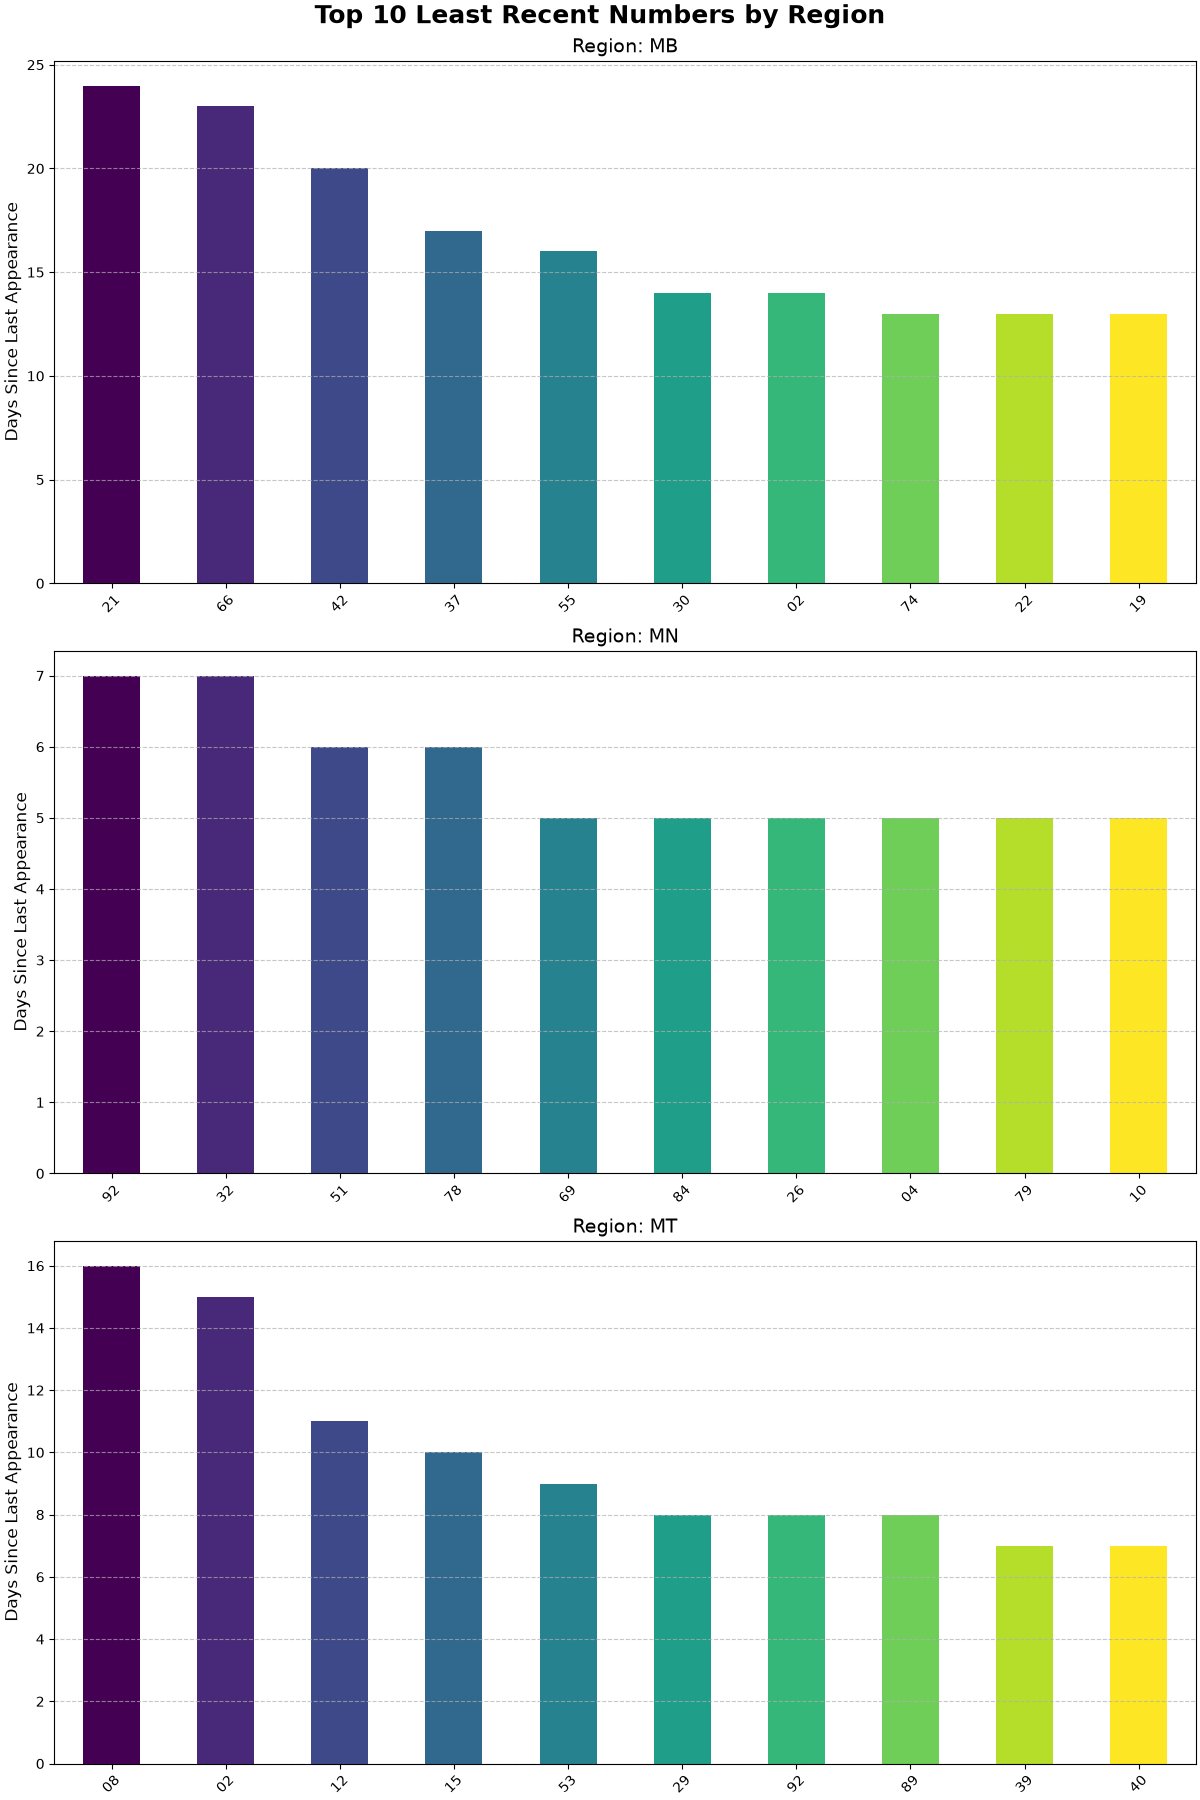 Top 10 Least Recent Numbers by Region
Region: MB
Days Since Last Appearance
25
20
15
10
5
0
21 66 42 37 55 30 02 74 22 19
Region: MN
Days Since Last Appearance
7
6
5
4
3
2
1
0
92 32 51 78 69 84 26 04 79 10
Region: MT
Days Since Last Appearance
16
14
12
10
8
6
4
2
0
08 02 12 15 53 29 92 89 39 40